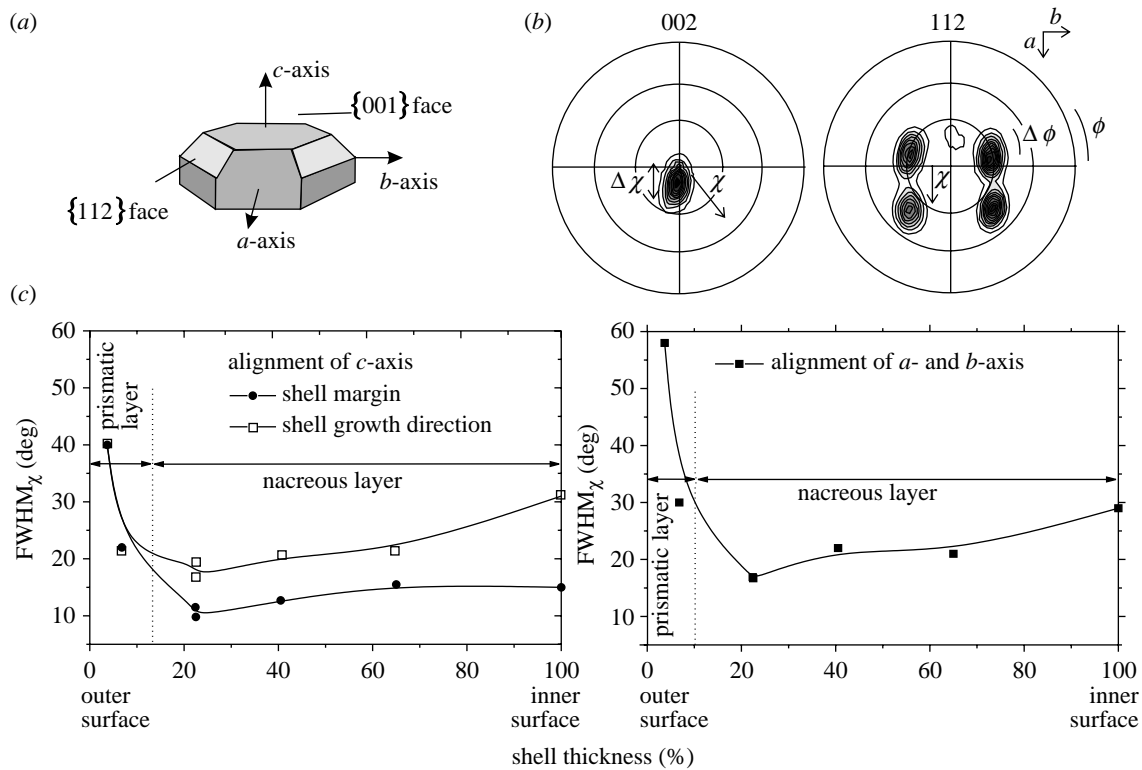 (a)
c-axis
{001} face
b-axis
{112} face
a-axis
(b)
002
Δχ
χ
112
b
a
Δϕ
ϕ
χ
(c)
60
50
40
30
20
10
FWHMχ (deg)
prismatic
layer
alignment of c-axis
shell margin
shell growth direction
nacreous layer
0 20 40 60 80 100
outer
surface
inner
surface
60
50
40
30
20
10
FWHMχ (deg)
alignment of a- and b-axis
nacreous layer
prismatic layer
0 20 40 60 80 100
outer
surface
inner
surface
shell thickness (%)